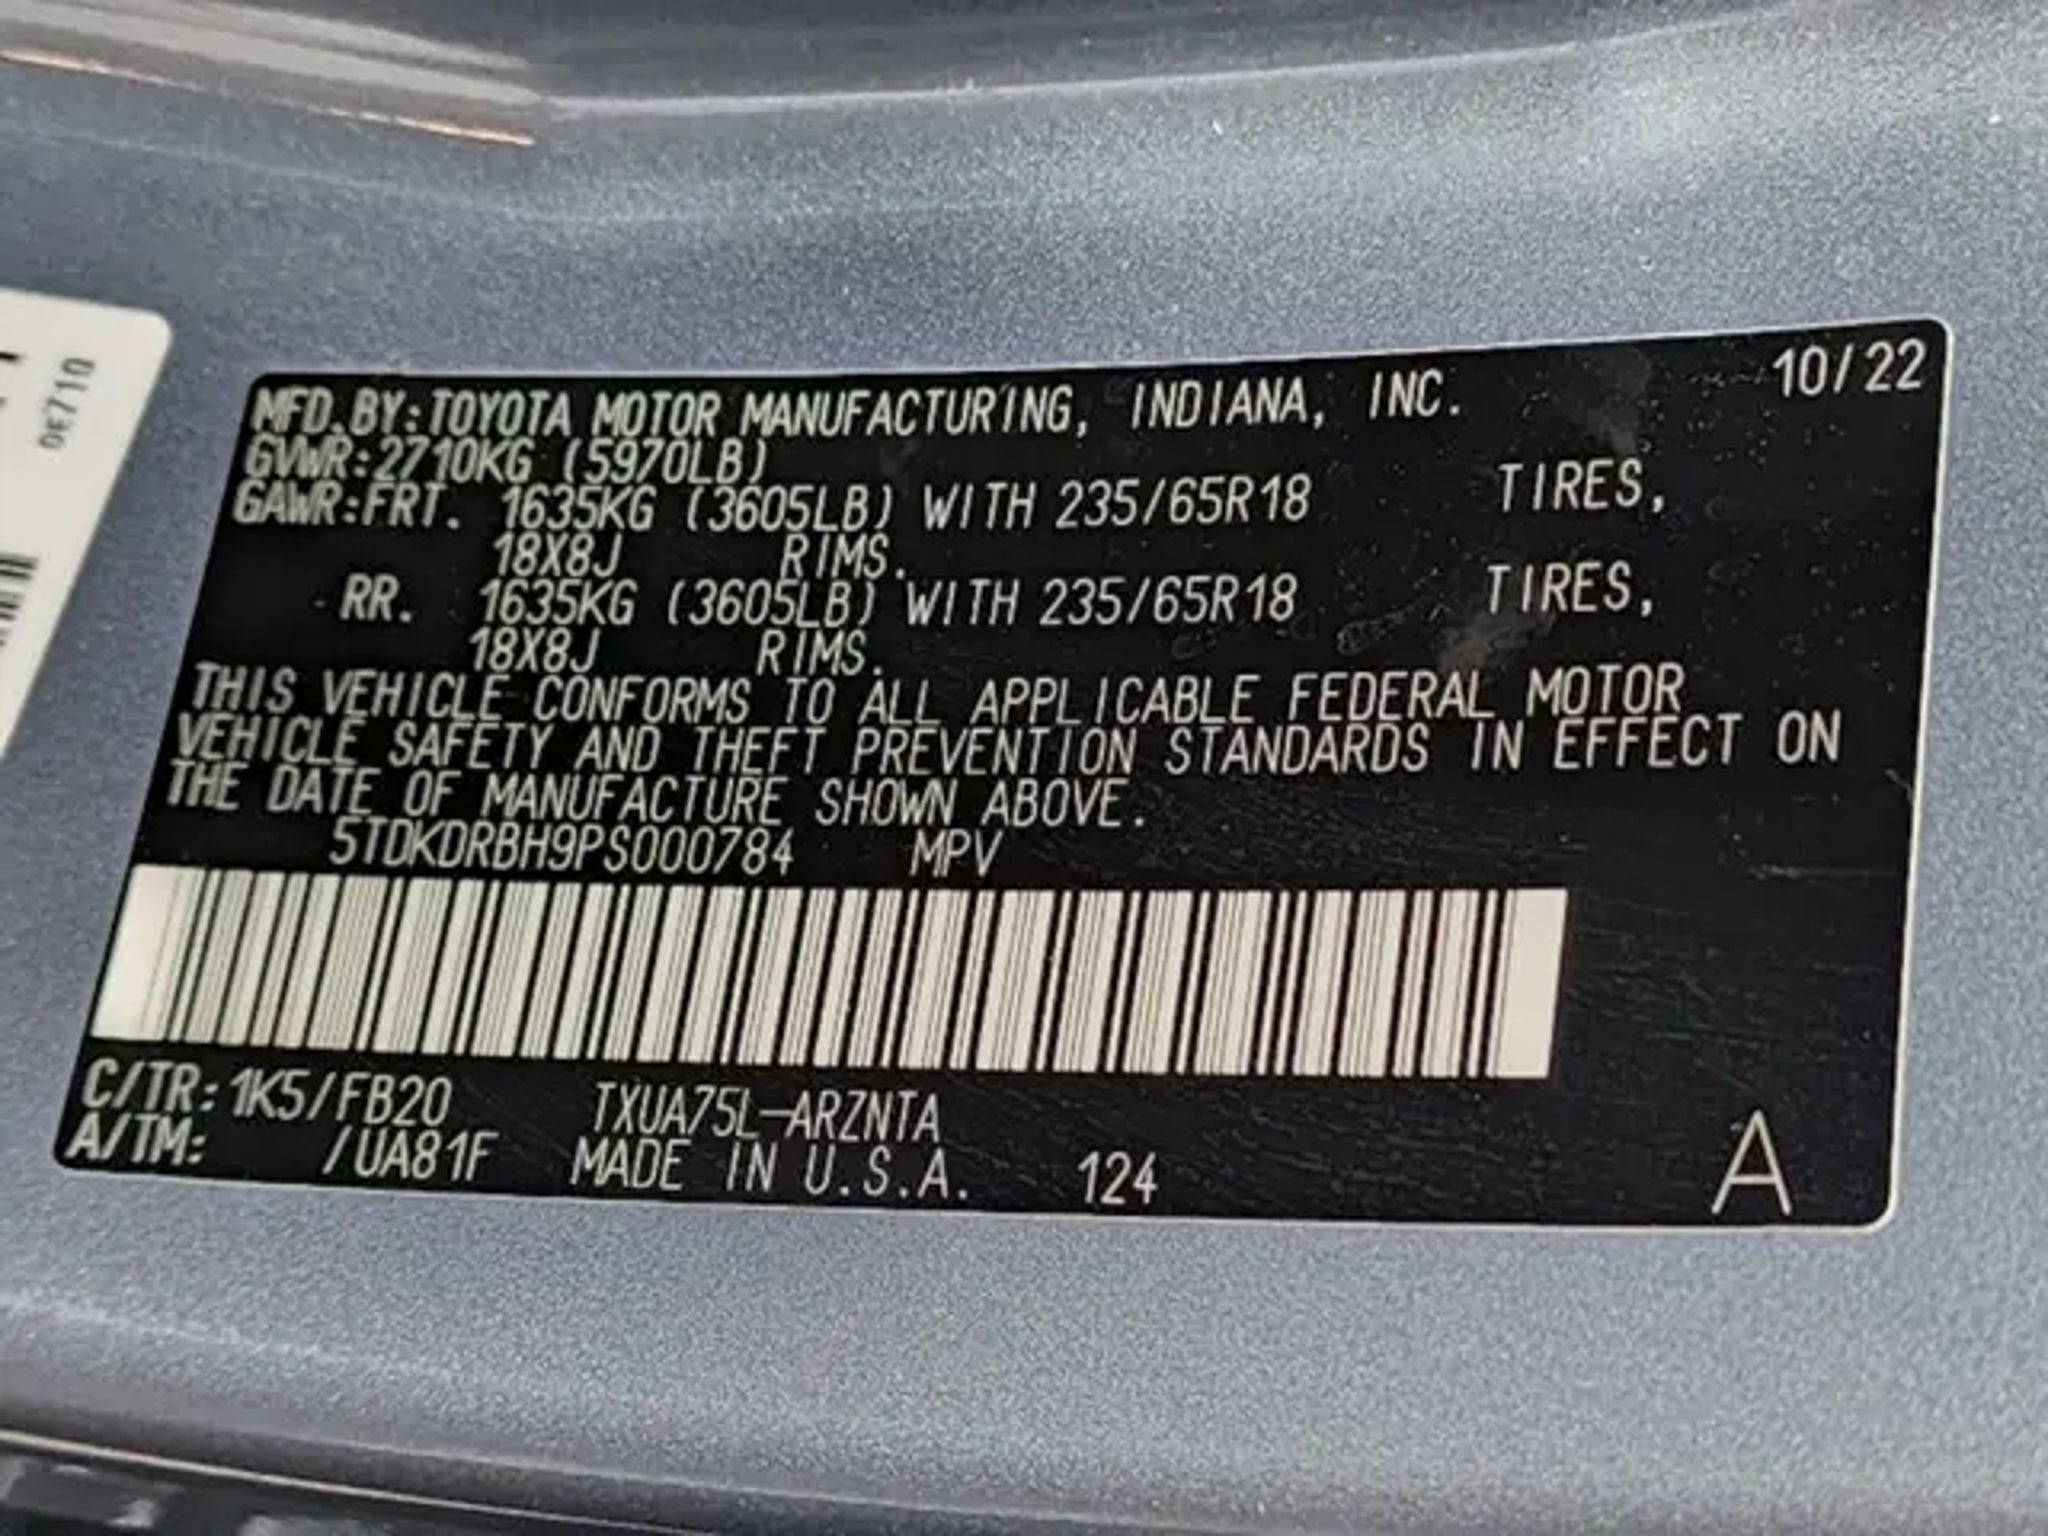 0E710
10/22
MFD.BY:TOYOTA MOTOR MANUFACTURING, INDIANA, INC.
GVWR:2710KG (5970LB)
GAWR:FRT. 1635KG (3605LB) WITH 235/65R18 TIRES,
18X8J RIMS.
RR. 1635KG (3605LB) WITH 235/65R18 TIRES,
18X8J RIMS.
THIS VEHICLE CONFORMS TO ALL APPLICABLE FEDERAL MOTOR
VEHICLE SAFETY AND THEFT PREVENTION STANDARDS IN EFFECT ON
THE DATE OF MANUFACTURE SHOWN ABOVE.
5TDKDRBH9PS000784 MPV
C/TR:1K5/FB20 TXUA75L-ARZNTA
A/TM: /UA81F MADE IN U.S.A. 124 A